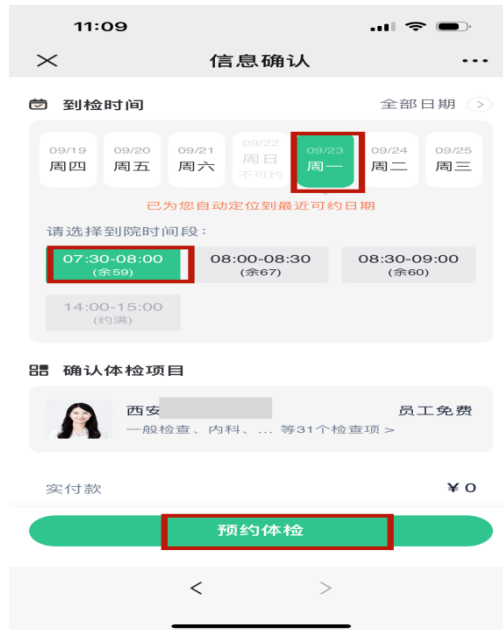 11:09
信息确认
到检时间 全部日期 >
09/19 09/20 09/21 09/22 09/23 09/24 09/25
周四 周五 周六 周日 周一 周二 周三
不可约
已为您自动定位到最近可约日期
请选择到院时间段:
07:30-08:00 08:00-08:30 08:30-09:00
(余59) (余67) (余60)
14:00-15:00
(约满)
确认体检项目
西安 员工免费
一般检查、内科、... 等31个检查项 >
实付款 ¥0
预约体检